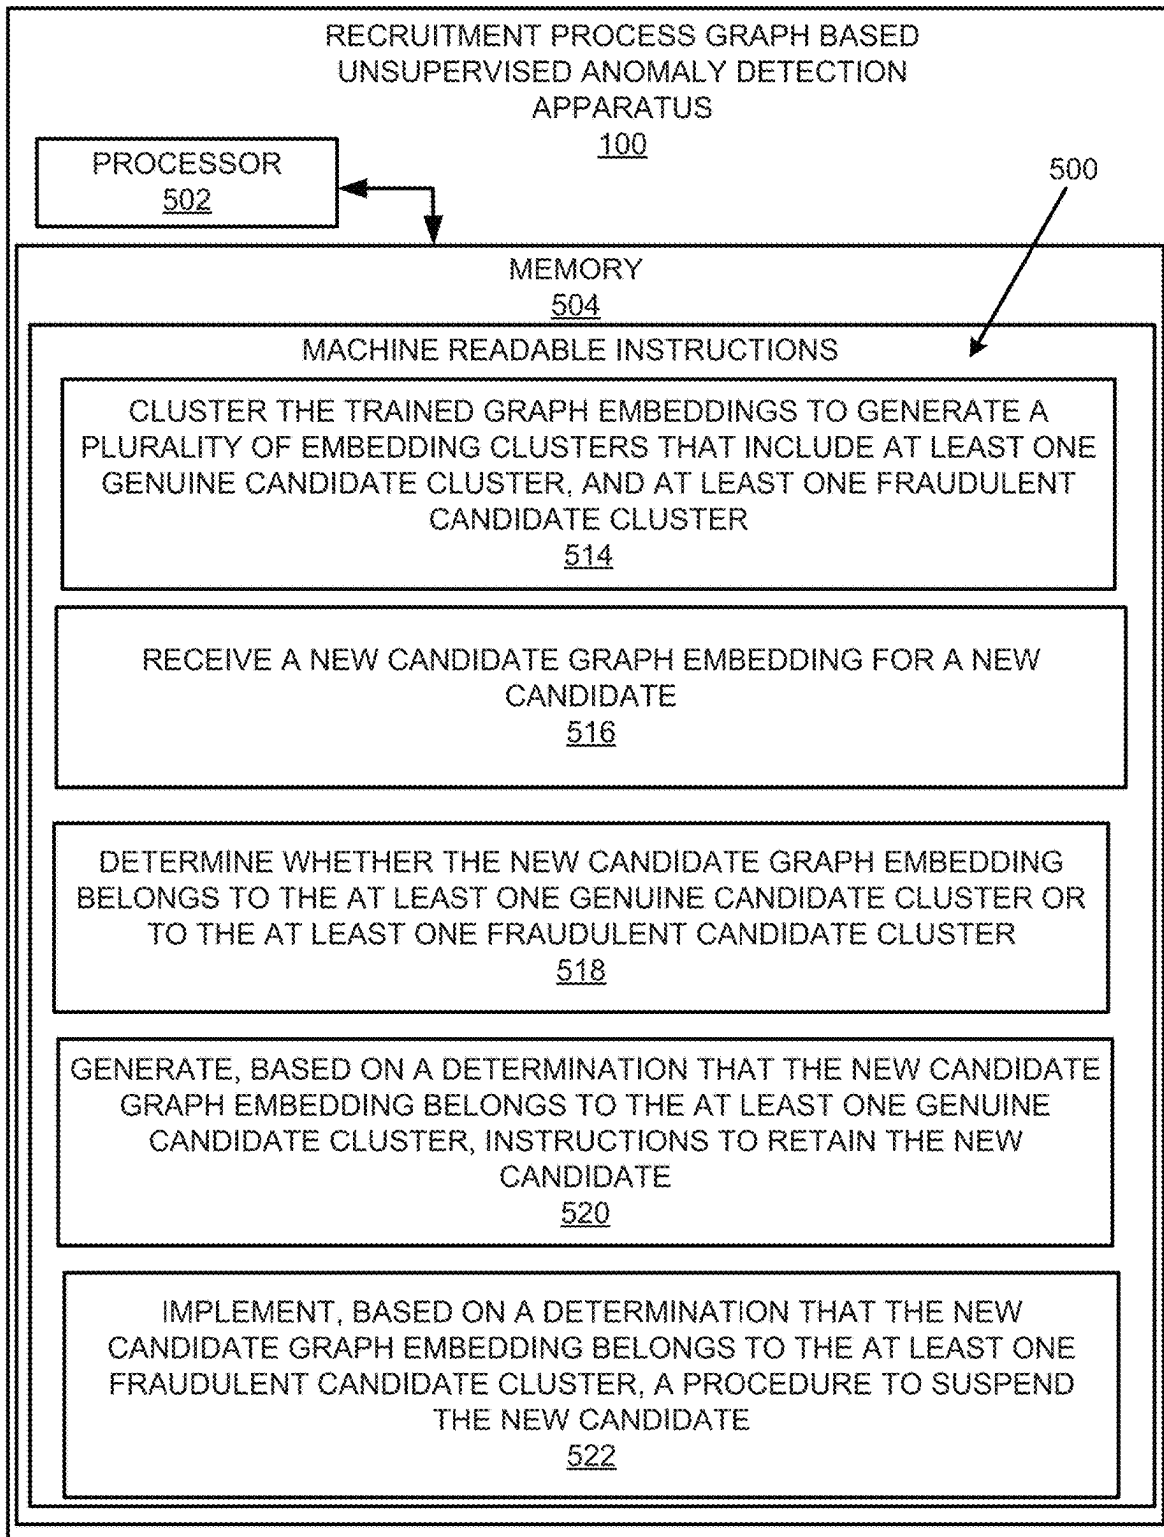 RECRUITMENT PROCESS GRAPH BASED
UNSUPERVISED ANOMALY DETECTION
APPARATUS
100
PROCESSOR
502
500
MEMORY
504
MACHINE READABLE INSTRUCTIONS
CLUSTER THE TRAINED GRAPH EMBEDDINGS TO GENERATE A
PLURALITY OF EMBEDDING CLUSTERS THAT INCLUDE AT LEAST ONE
GENUINE CANDIDATE CLUSTER, AND AT LEAST ONE FRAUDULENT
CANDIDATE CLUSTER
514
RECEIVE A NEW CANDIDATE GRAPH EMBEDDING FOR A NEW
CANDIDATE
516
DETERMINE WHETHER THE NEW CANDIDATE GRAPH EMBEDDING
BELONGS TO THE AT LEAST ONE GENUINE CANDIDATE CLUSTER OR
TO THE AT LEAST ONE FRAUDULENT CANDIDATE CLUSTER
518
GENERATE, BASED ON A DETERMINATION THAT THE NEW CANDIDATE
GRAPH EMBEDDING BELONGS TO THE AT LEAST ONE GENUINE
CANDIDATE CLUSTER, INSTRUCTIONS TO RETAIN THE NEW
CANDIDATE
520
IMPLEMENT, BASED ON A DETERMINATION THAT THE NEW
CANDIDATE GRAPH EMBEDDING BELONGS TO THE AT LEAST ONE
FRAUDULENT CANDIDATE CLUSTER, A PROCEDURE TO SUSPEND
THE NEW CANDIDATE
522